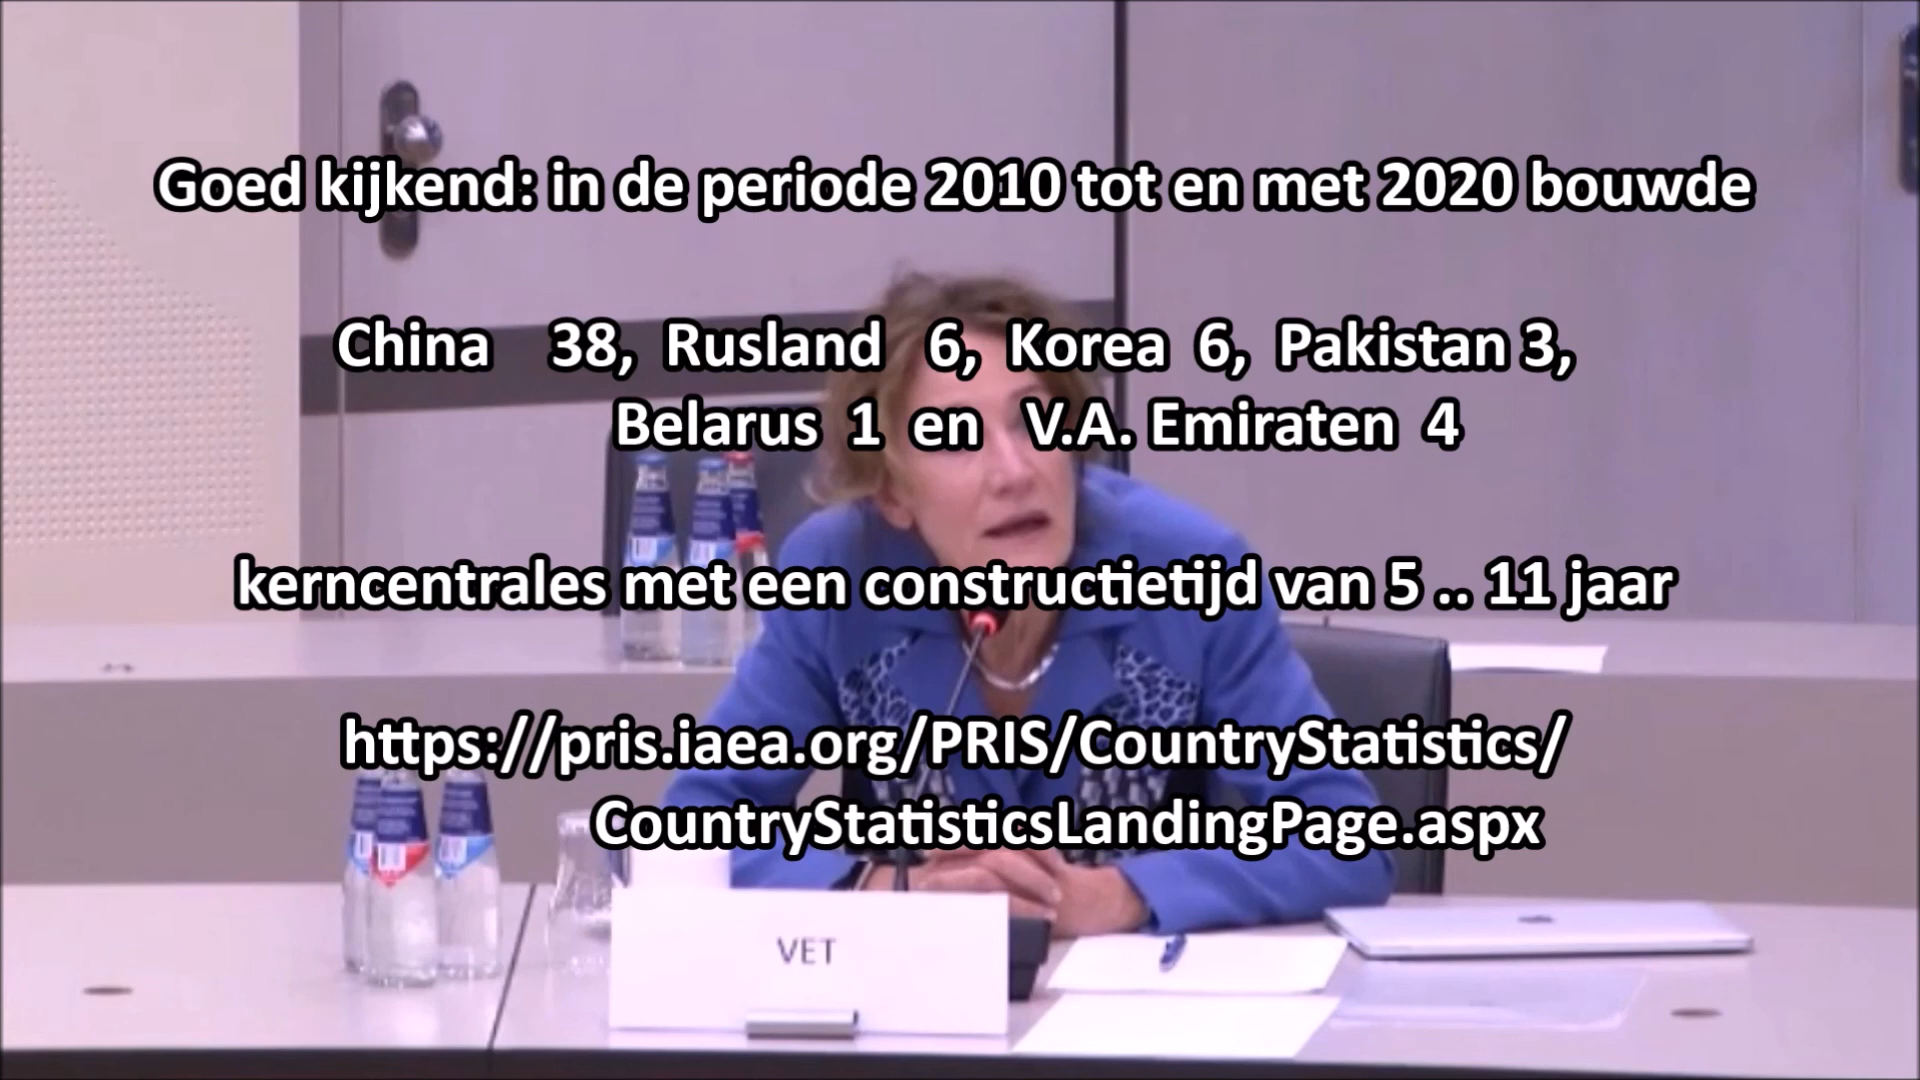 Goed kijkend: in de periode 2010 tot en met 2020 bouwde
China 38, Rusland 6, Korea 6, Pakistan 3,
Belarus 1 en V.A. Emiraten 4
kerncentrales met een constructietijd van 5 .. 11 jaar
https://pris.iaea.org/PRIS/CountryStatistics/
CountryStatisticsLandingPage.aspx
VET